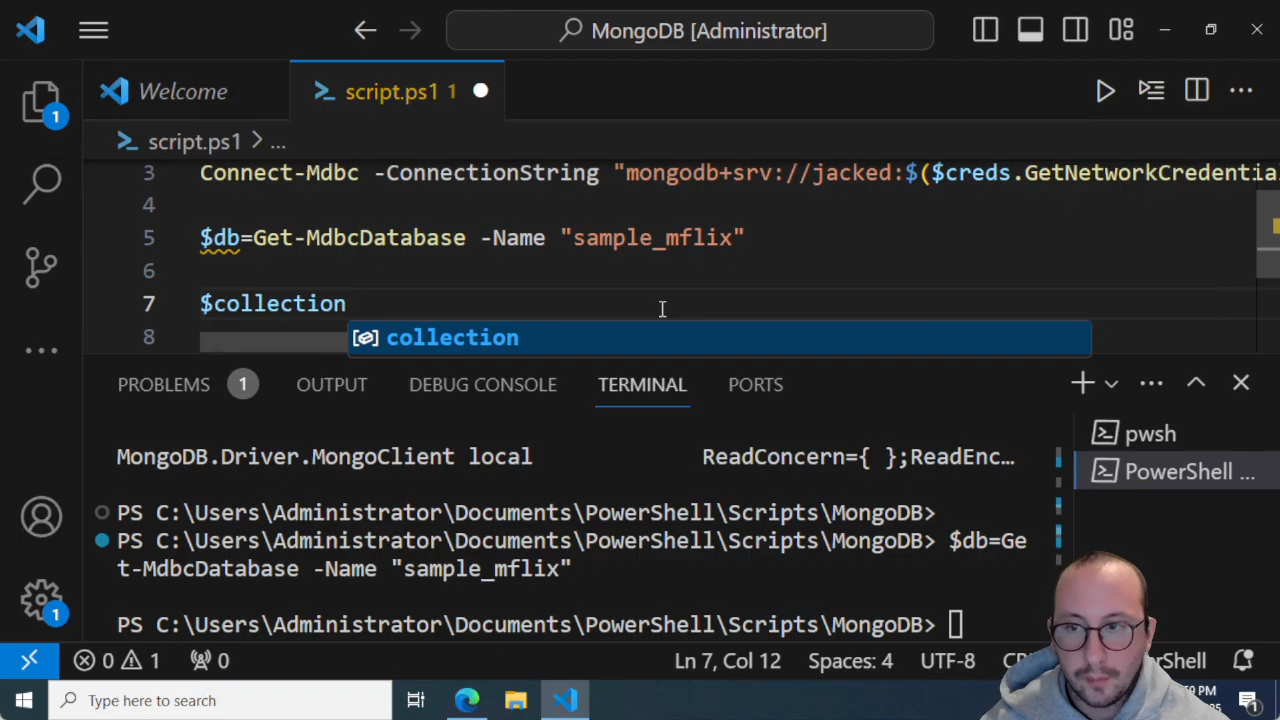 MongoDB [Administrator]
Welcome
script.ps1 1
1
script.ps1 > ...
3 Connect-Mdbc -ConnectionString "mongodb+srv://jacked:$($creds.GetNetworkCredentia
4
5 $db=Get-MdbcDatabase -Name "sample_mflix"
6
7 $collection
8
collection
PROBLEMS 1 OUTPUT DEBUG CONSOLE TERMINAL PORTS
pwsh
PowerShell ...
MongoDB.Driver.MongoClient local ReadConcern={ };ReadEnc...
PS C:\Users\Administrator\Documents\PowerShell\Scripts\MongoDB>
PS C:\Users\Administrator\Documents\PowerShell\Scripts\MongoDB> $db=Ge
t-MdbcDatabase -Name "sample_mflix"
PS C:\Users\Administrator\Documents\PowerShell\Scripts\MongoDB>
1
0 1 0 Ln 7, Col 12 Spaces: 4 UTF-8
Type here to search
PM
1